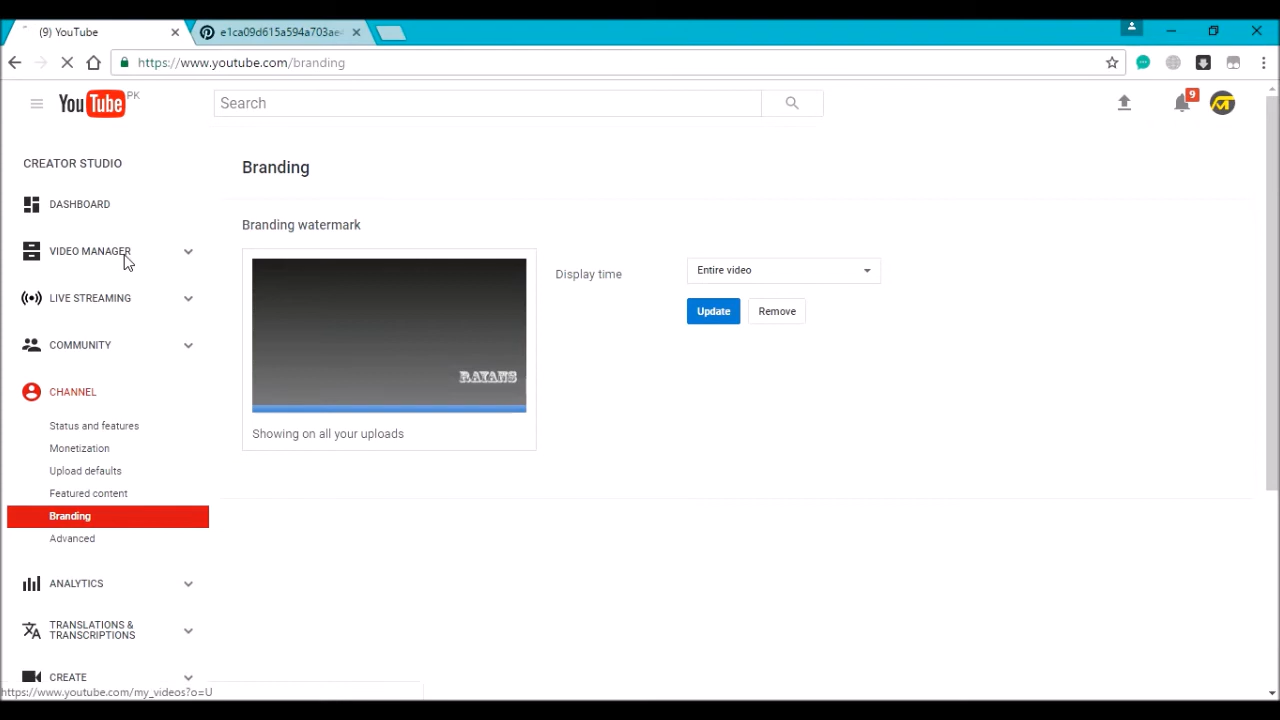 (9) YouTube
e1ca09d615a594a703ae
https://www.youtube.com/branding
YouTube PK
Search
9
CREATOR STUDIO
Branding
DASHBOARD
Branding watermark
VIDEO MANAGER
Display time
Entire video
LIVE STREAMING
Update
Remove
COMMUNITY
RAYANS
CHANNEL
Showing on all your uploads
Status and features
Monetization
Upload defaults
Featured content
Branding
Advanced
ANALYTICS
TRANSLATIONS &
TRANSCRIPTIONS
CREATE
https://www.youtube.com/my_videos?o=U